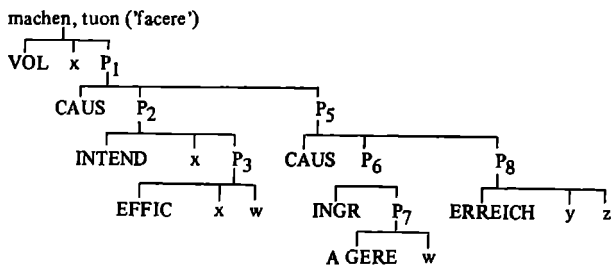 machen, tuon ('facere')
VOL x P1
CAUS P2 P5
INTEND x P3 CAUS P6 P8
EFFIC x w INGR P7 ERREICH y z
A GERE w